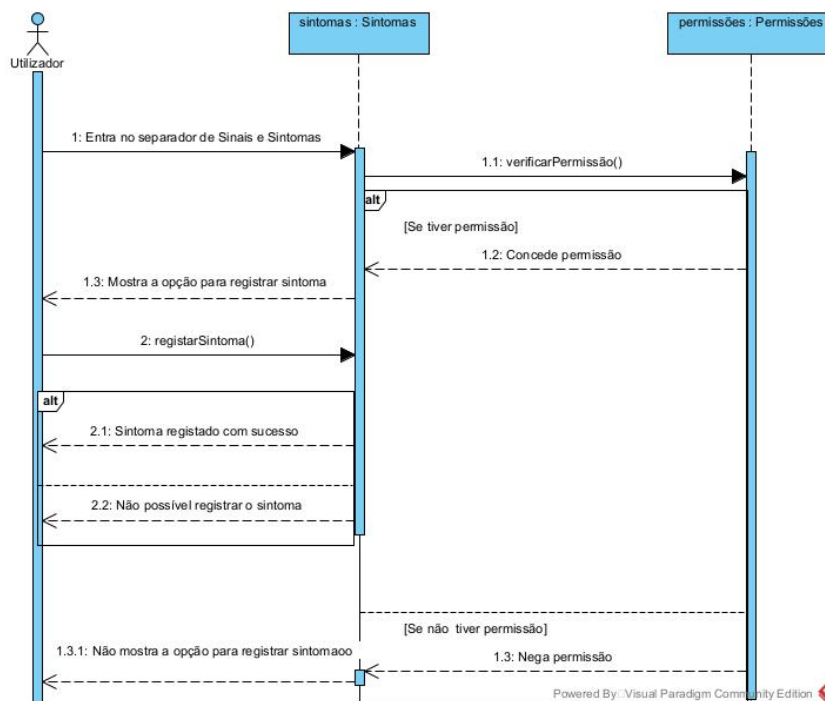 sintomas : Sintomas
permissões : Permissões
Utilizador
1: Entra no separador de Sinais e Sintomas
1.1: verificarPermissão()
alt
[Se tiver permissão]
1.2: Concede permissão
1.3: Mostra a opção para registrar sintoma
2: registarSintoma()
alt
2.1: Sintoma registado com sucesso
2.2: Não possível registrar o sintoma
[Se não tiver permissão]
1.3.1: Não mostra a opção para registrar sintomaoo
1.3: Nega permissão
Powered By Visual Paradigm Community Edition